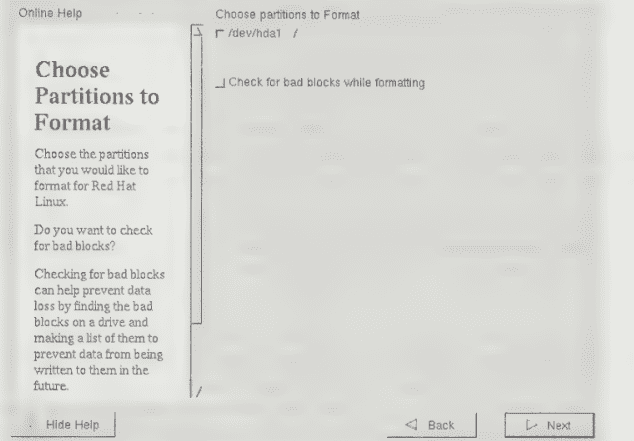 Online Help
Choose
Partitions to
Format
Choose the partitions
that you would like to
format for Red Hat
Linux.
Do you want to check
for bad blocks?
Checking for bad blocks
can help prevent data
loss by finding the bad
blocks on a drive and
making a list of them to
prevent data from being
written to them in the
future.
Hide Help
Choose partitions to Format
/dev/hda1 /
Check for bad blocks while formatting
Back
Next